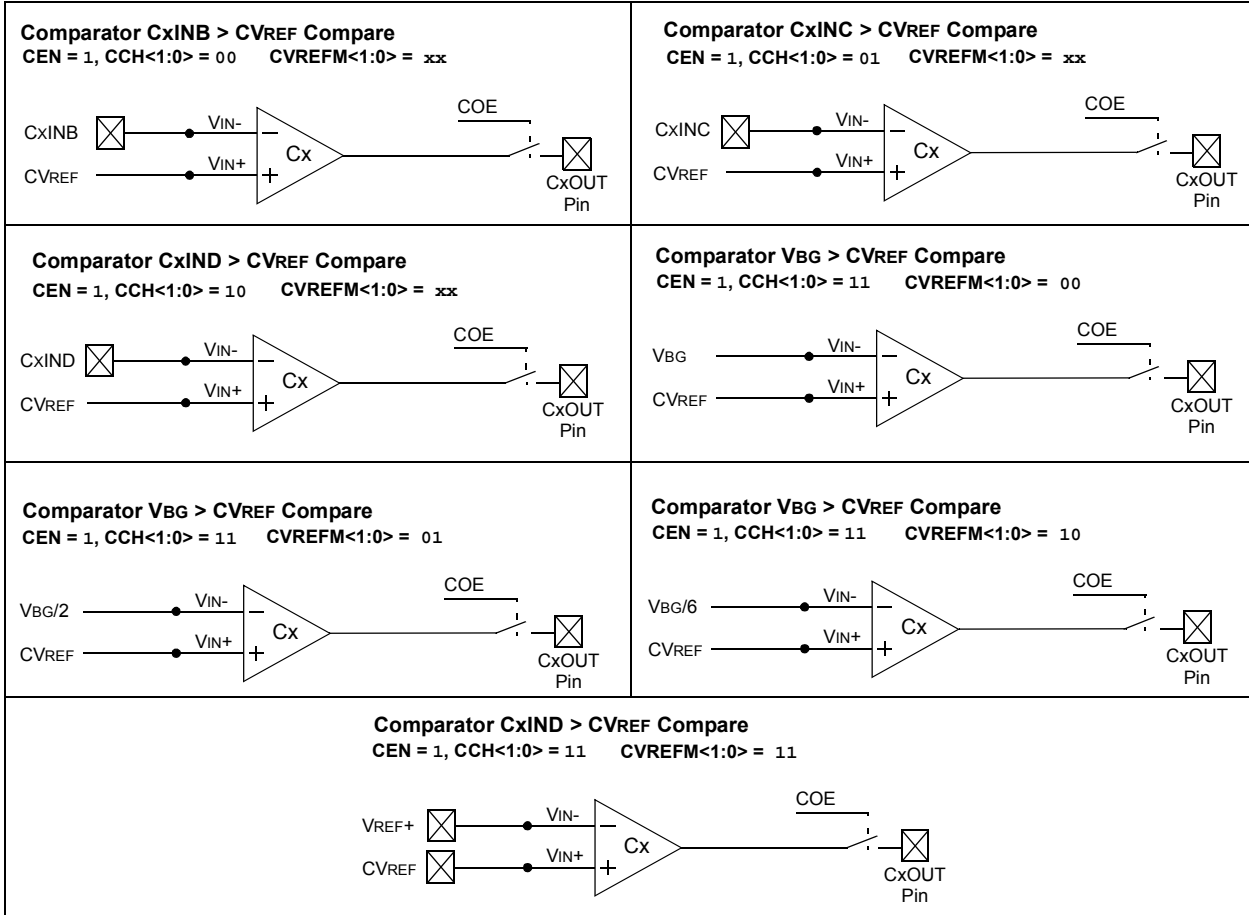 Comparator CxINB > CVREF Compare
CEN = 1, CCH<1:0> = 00 CVREFM<1:0> = xx
COE
CxINB
VIN-
–
Cx
CVREF
VIN+
+
CxOUT
Pin
Comparator CxINC > CVREF Compare
CEN = 1, CCH<1:0> = 01 CVREFM<1:0> = xx
COE
CxINC
VIN-
–
Cx
CVREF
VIN+
+
CxOUT
Pin
Comparator CxIND > CVREF Compare
CEN = 1, CCH<1:0> = 10 CVREFM<1:0> = xx
COE
CxIND
VIN-
–
Cx
CVREF
VIN+
+
CxOUT
Pin
Comparator VBG > CVREF Compare
CEN = 1, CCH<1:0> = 11 CVREFM<1:0> = 00
COE
VBG
VIN-
–
Cx
CVREF
VIN+
+
CxOUT
Pin
Comparator VBG > CVREF Compare
CEN = 1, CCH<1:0> = 11 CVREFM<1:0> = 01
COE
VBG/2
VIN-
–
Cx
CVREF
VIN+
+
CxOUT
Pin
Comparator VBG > CVREF Compare
CEN = 1, CCH<1:0> = 11 CVREFM<1:0> = 10
COE
VBG/6
VIN-
–
Cx
CVREF
VIN+
+
CxOUT
Pin
Comparator CxIND > CVREF Compare
CEN = 1, CCH<1:0> = 11 CVREFM<1:0> = 11
COE
VREF+
VIN-
–
Cx
CVREF
VIN+
+
CxOUT
Pin